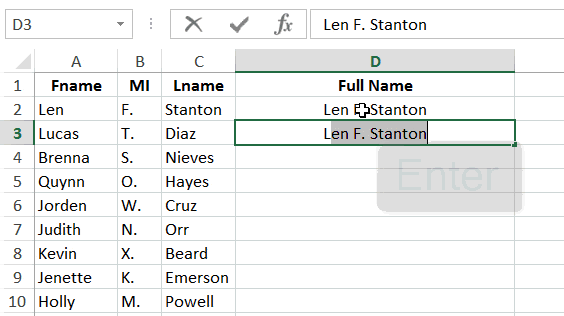 D3 fx Len F. Stanton
A B C D
1 Fname MI Lname Full Name
2 Len F. Stanton Len F. Stanton
3 Lucas T. Diaz Len F. Stanton
4 Brenna S. Nieves
5 Quynn O. Hayes
6 Jorden W. Cruz
7 Judith N. Orr
8 Kevin X. Beard
9 Jenette K. Emerson
10 Holly M. Powell
Enter